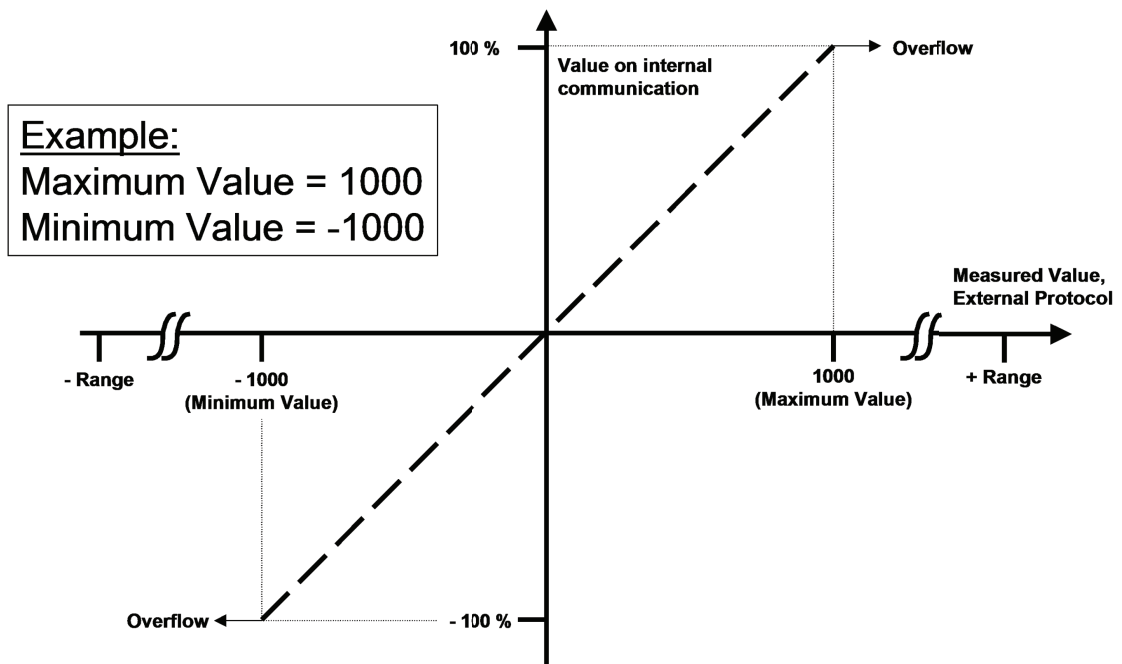 100 %
Overflow
Value on internal
communication
Example:
Maximum Value = 1000
Minimum Value = -1000
Measured Value,
External Protocol
- Range
- 1000
(Minimum Value)
1000
(Maximum Value)
+ Range
Overflow
- 100 %